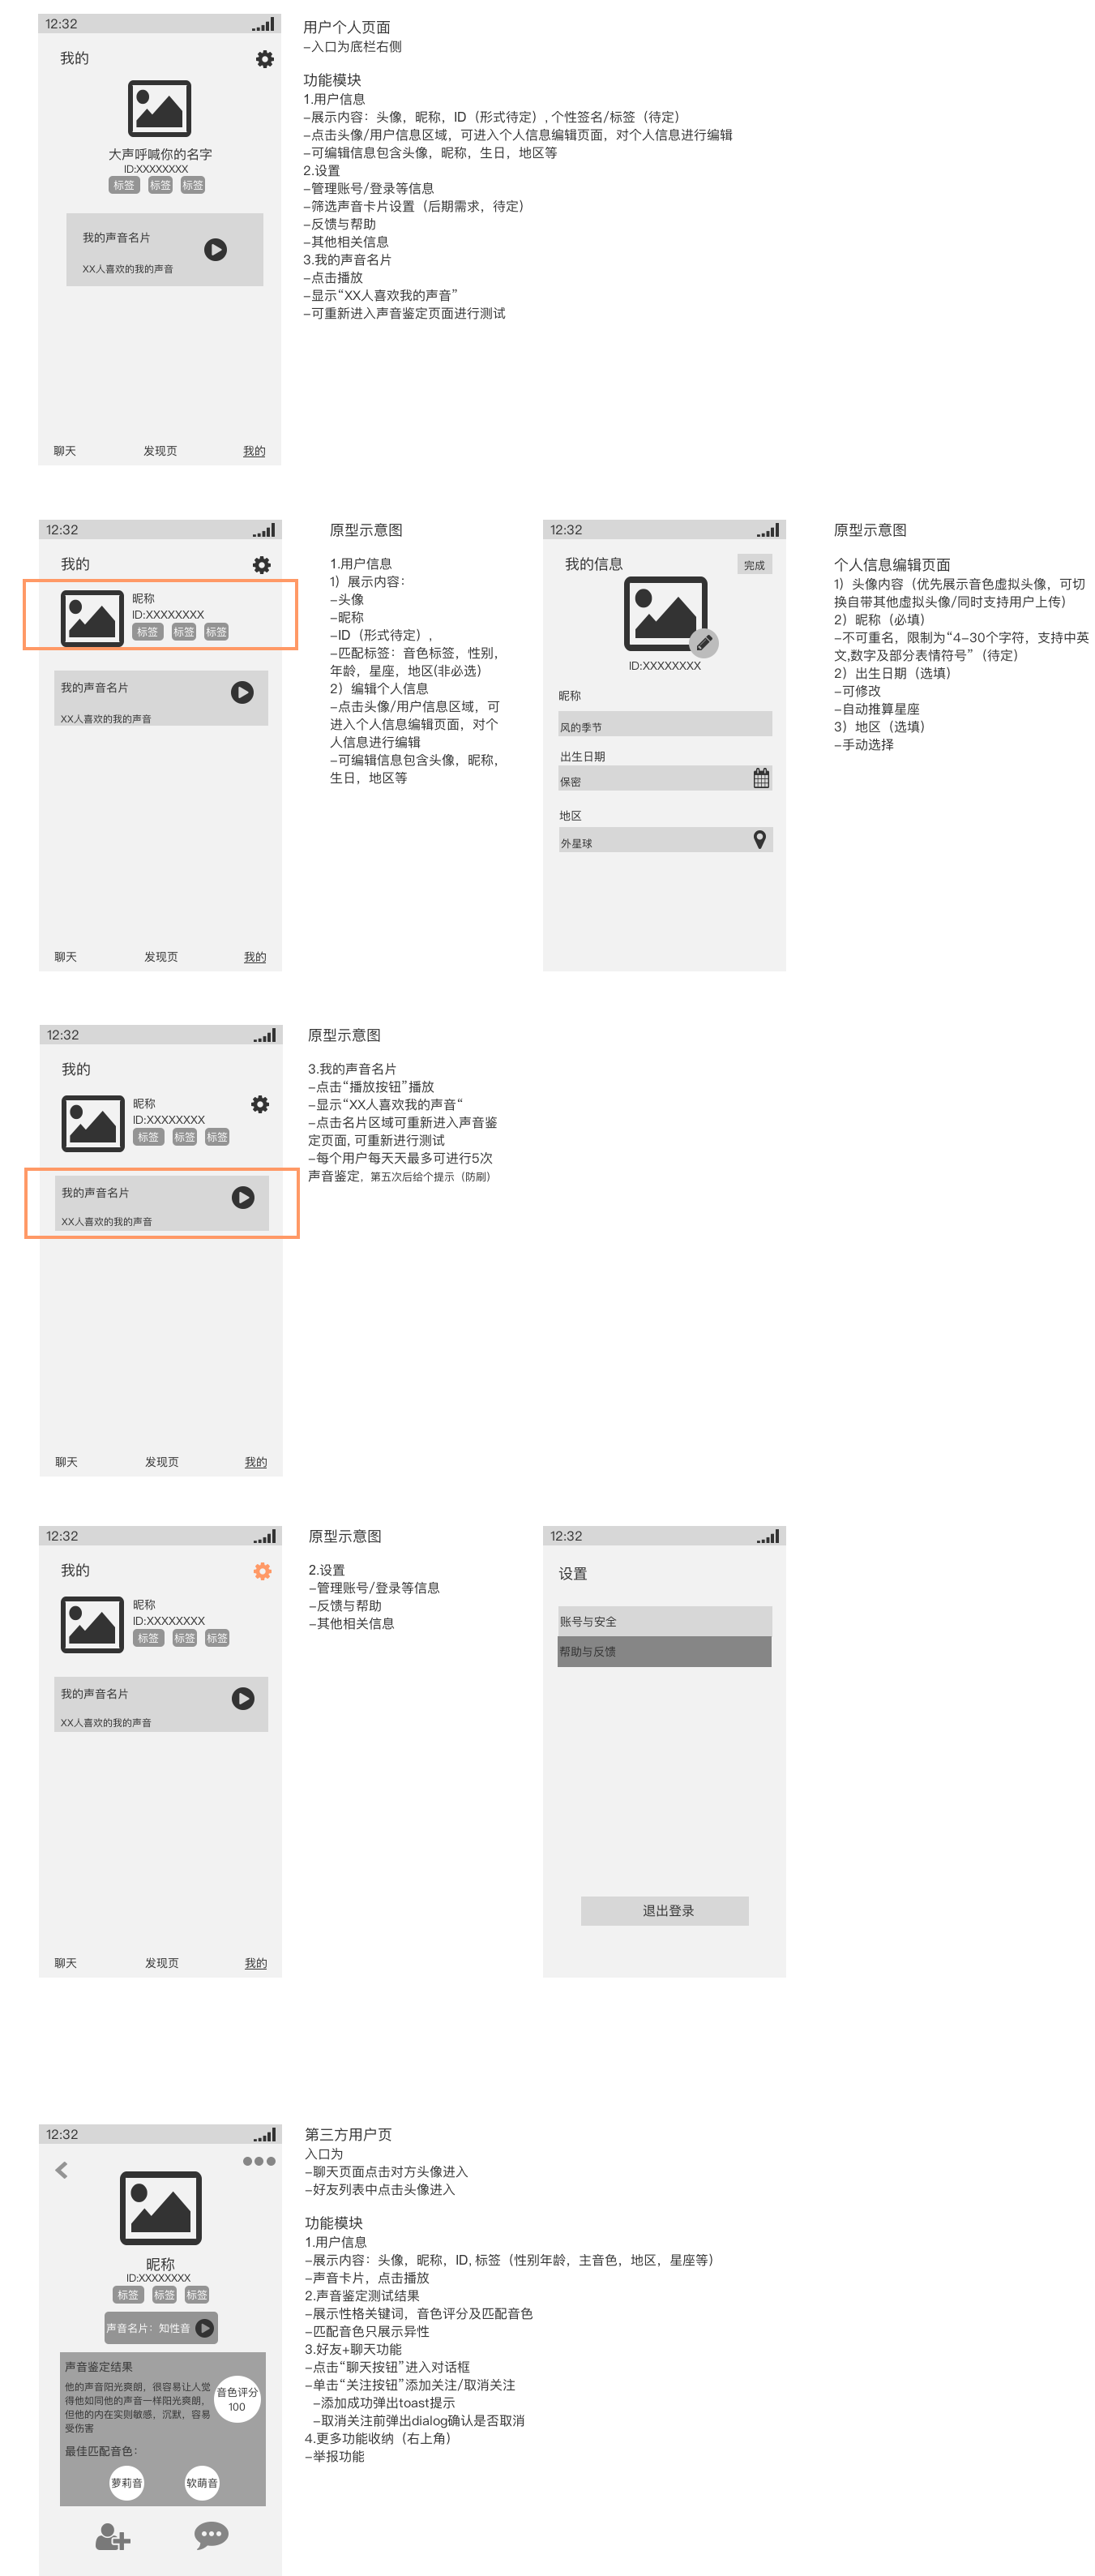 12:32
我的
大声呼喊你的名字
ID:XXXXXXXX
标签 标签 标签
我的声音名片
XX人喜欢的我的声音
聊天 发现页 我的
用户个人页面
–入口为底栏右侧
功能模块
1.用户信息
–展示内容：头像，昵称，ID（形式待定）, 个性签名/标签（待定）
–点击头像/用户信息区域，可进入个人信息编辑页面，对个人信息进行编辑
–可编辑信息包含头像，昵称，生日，地区等
2.设置
–管理账号/登录等信息
–筛选声音卡片设置（后期需求，待定）
–反馈与帮助
–其他相关信息
3.我的声音名片
–点击播放
–显示“XX人喜欢我的声音”
–可重新进入声音鉴定页面进行测试
12:32
我的
昵称
ID:XXXXXXXX
标签 标签 标签
我的声音名片
XX人喜欢的我的声音
聊天 发现页 我的
原型示意图
1.用户信息
1）展示内容：
–头像
–昵称
–ID（形式待定）,
–匹配标签：音色标签，性别，
年龄，星座，地区(非必选)
2）编辑个人信息
–点击头像/用户信息区域，可
进入个人信息编辑页面，对个
人信息进行编辑
–可编辑信息包含头像，昵称，
生日，地区等
12:32
我的信息
完成
ID:XXXXXXXX
昵称
风的季节
出生日期
保密
地区
外星球
原型示意图
个人信息编辑页面
1）头像内容（优先展示音色虚拟头像，可切
换自带其他虚拟头像/同时支持用户上传）
2）昵称（必填）
–不可重名，限制为“4–30个字符，支持中英
文,数字及部分表情符号”（待定）
2）出生日期（选填）
–可修改
–自动推算星座
3）地区（选填）
–手动选择
12:32
我的
昵称
ID:XXXXXXXX
标签 标签 标签
我的声音名片
XX人喜欢的我的声音
聊天 发现页 我的
原型示意图
3.我的声音名片
–点击“播放按钮”播放
–显示“XX人喜欢我的声音“
–点击名片区域可重新进入声音鉴
定页面, 可重新进行测试
–每个用户每天天最多可进行5次
声音鉴定，第五次后给个提示（防刷）
12:32
我的
昵称
ID:XXXXXXXX
标签 标签 标签
我的声音名片
XX人喜欢的我的声音
聊天 发现页 我的
原型示意图
2.设置
–管理账号/登录等信息
–反馈与帮助
–其他相关信息
12:32
设置
账号与安全
帮助与反馈
退出登录
12:32
昵称
ID:XXXXXXXX
标签 标签 标签
声音名片：知性音
声音鉴定结果
他的声音阳光爽朗，很容易让人觉
得他如同他的声音一样阳光爽朗，
但他的内在实则敏感，沉默，容易
受伤害
音色评分
100
最佳匹配音色：
萝莉音 软萌音
第三方用户页
入口为
–聊天页面点击对方头像进入
–好友列表中点击头像进入
功能模块
1.用户信息
–展示内容：头像，昵称，ID, 标签（性别年龄，主音色，地区，星座等）
–声音卡片，点击播放
2.声音鉴定测试结果
–展示性格关键词，音色评分及匹配音色
–匹配音色只展示异性
3.好友+聊天功能
–点击“聊天按钮”进入对话框
–单击“关注按钮”添加关注/取消关注
–添加成功弹出toast提示
–取消关注前弹出dialog确认是否取消
4.更多功能收纳（右上角）
–举报功能